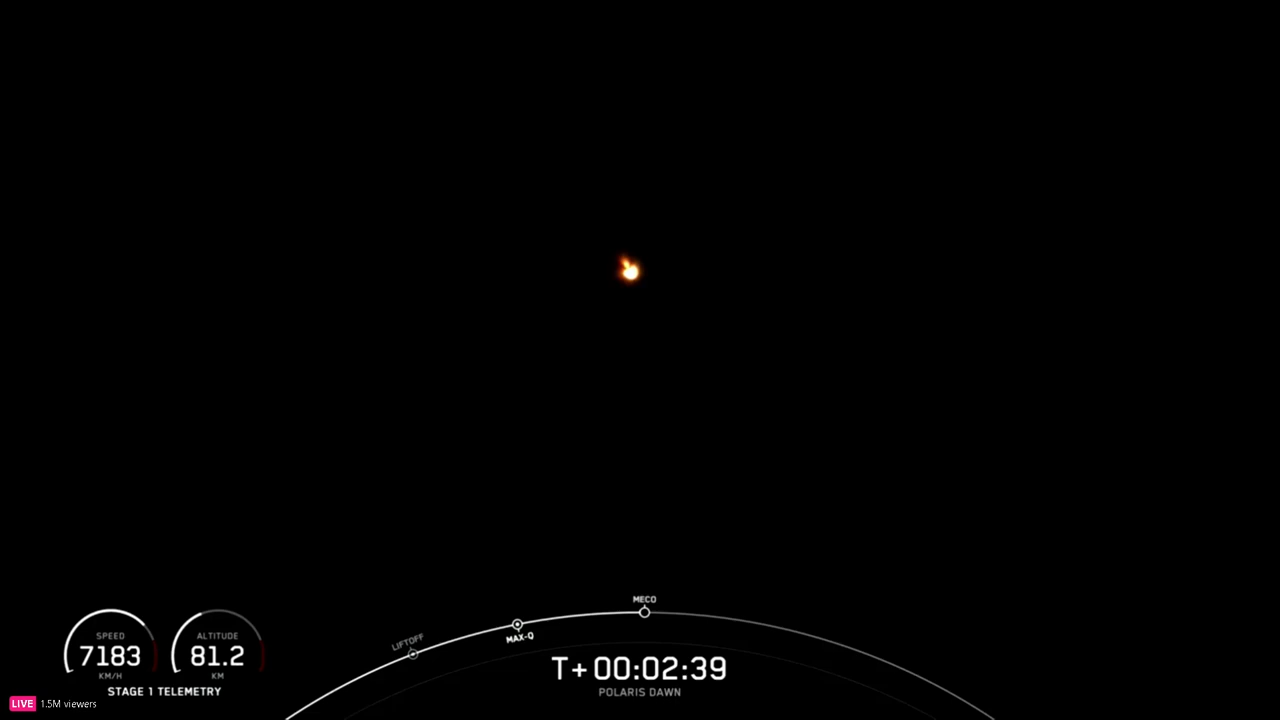 MECO
LIFTOFF
MAX-Q
SPEED
7183
KM/H
ALTITUDE
81.2
KM
STAGE 1 TELEMETRY
T+00:02:39
POLARIS DAWN
LIVE 1.5M viewers